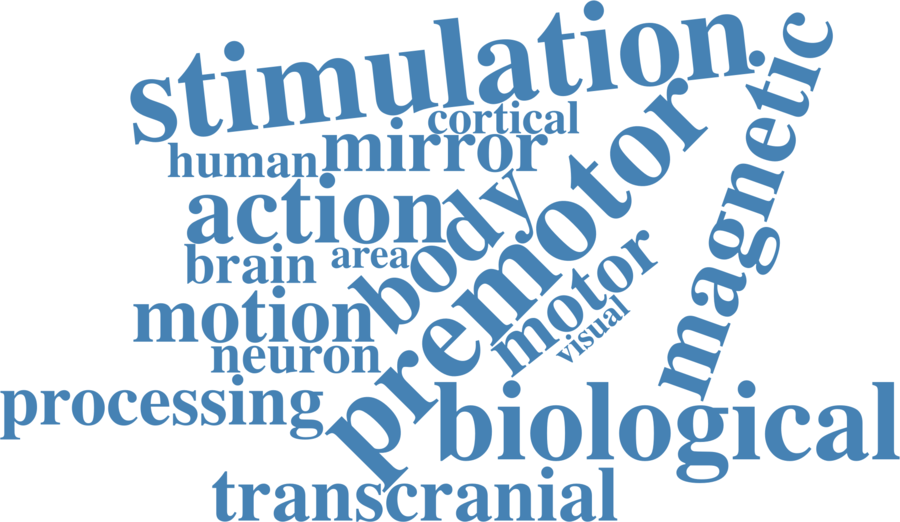 stimulation
cortical
mirror
human
magnetic
action
body
premotor
brain
area
motor
motion
visual
neuron
processing
biological
transcranial